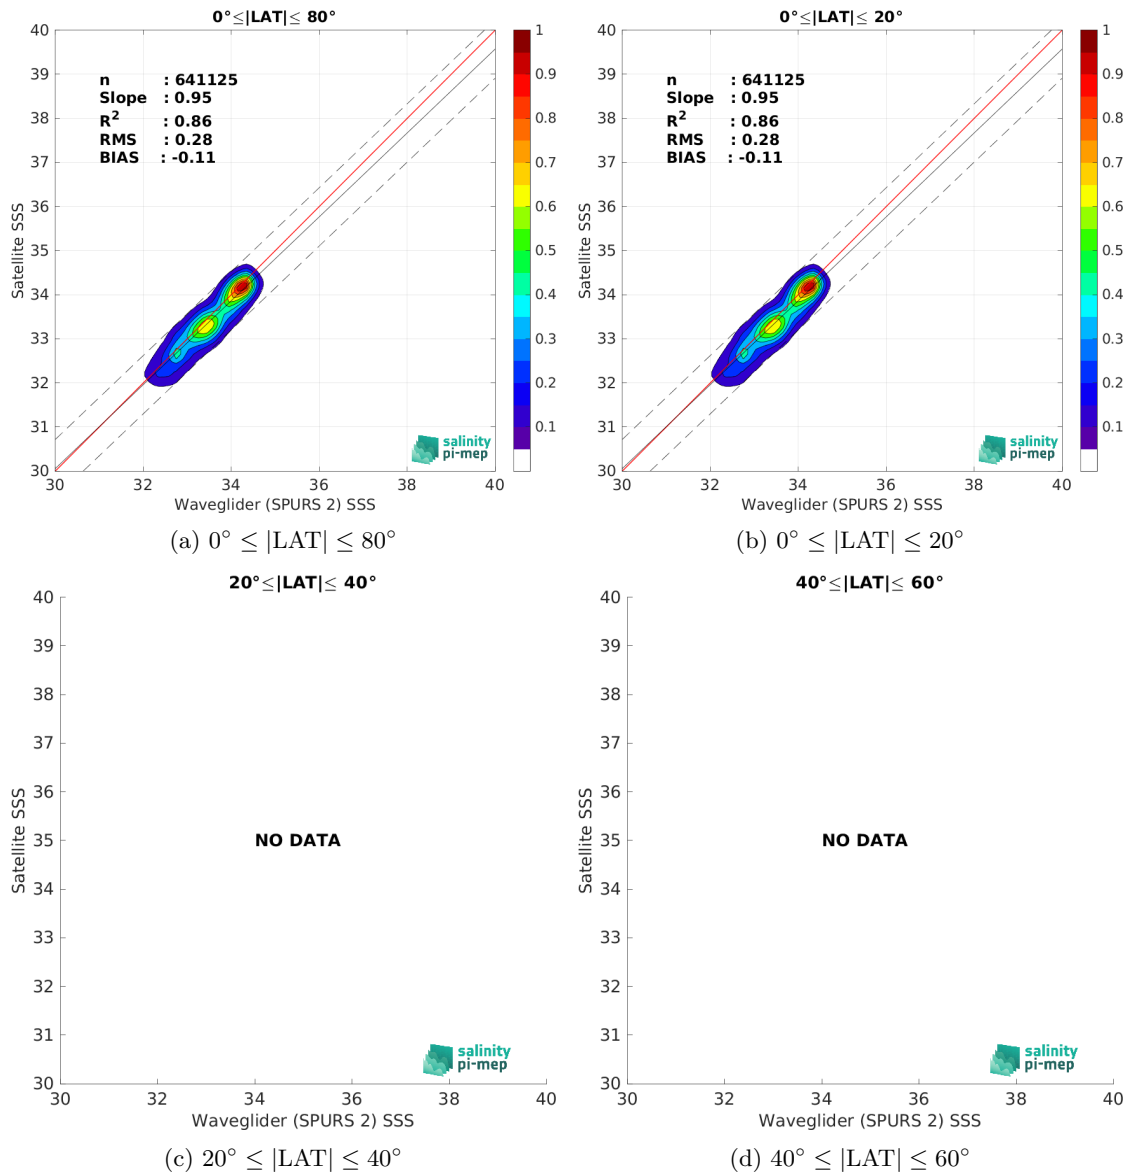 0°≤|LAT|≤ 80°
40
39
38
37
36
35
34
33
32
31
30
Satellite SSS
n : 641125
Slope : 0.95
R² : 0.86
RMS : 0.28
BIAS : -0.11
salinity
pi-mep
30 32 34 36 38 40
Waveglider (SPURS 2) SSS
1
0.9
0.8
0.7
0.6
0.5
0.4
0.3
0.2
0.1
(a) 0° ≤ |LAT| ≤ 80°
0°≤|LAT|≤ 20°
40
39
38
37
36
35
34
33
32
31
30
Satellite SSS
n : 641125
Slope : 0.95
R² : 0.86
RMS : 0.28
BIAS : -0.11
salinity
pi-mep
30 32 34 36 38 40
Waveglider (SPURS 2) SSS
1
0.9
0.8
0.7
0.6
0.5
0.4
0.3
0.2
0.1
(b) 0° ≤ |LAT| ≤ 20°
20°≤|LAT|≤ 40°
40
39
38
37
36
35
34
33
32
31
30
Satellite SSS
NO DATA
salinity
pi-mep
30 32 34 36 38 40
Waveglider (SPURS 2) SSS
(c) 20° ≤ |LAT| ≤ 40°
40°≤|LAT|≤ 60°
40
39
38
37
36
35
34
33
32
31
30
Satellite SSS
NO DATA
salinity
pi-mep
30 32 34 36 38 40
Waveglider (SPURS 2) SSS
(d) 40° ≤ |LAT| ≤ 60°